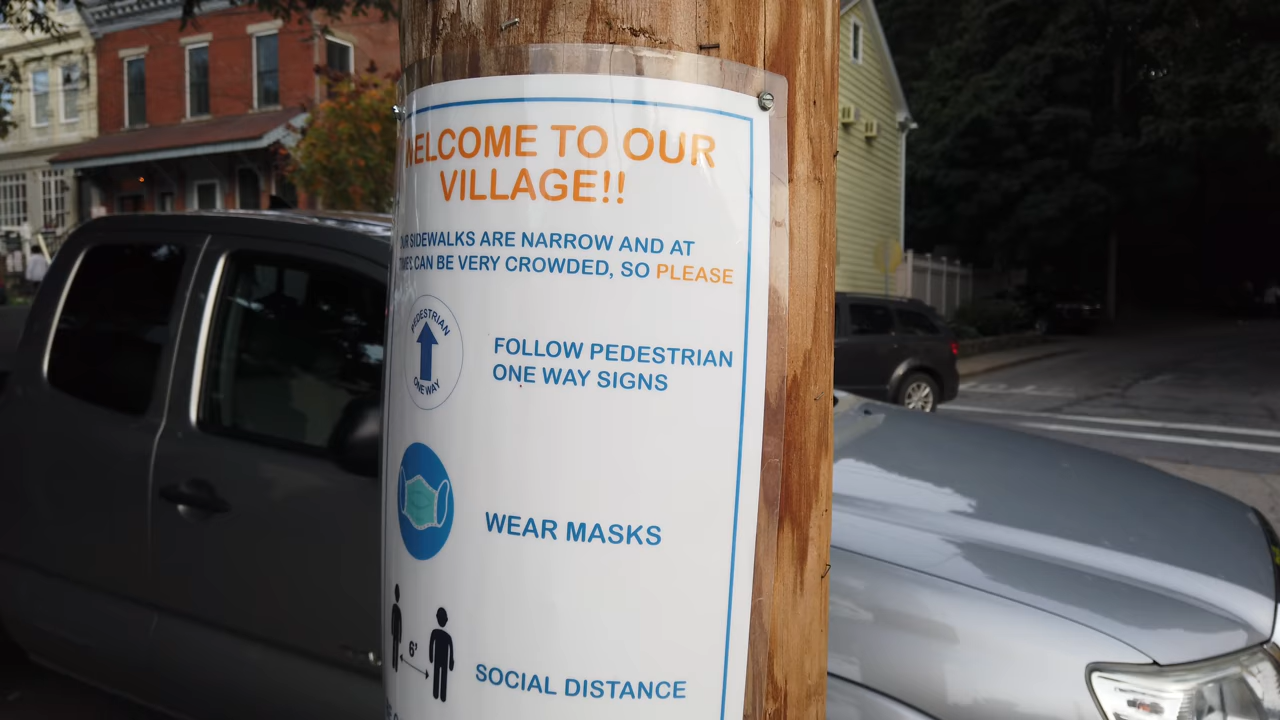 WELCOME TO OUR
VILLAGE!!
OUR SIDEWALKS ARE NARROW AND AT
TIMES CAN BE VERY CROWDED, SO PLEASE
PEDESTRIAN
ONE WAY
FOLLOW PEDESTRIAN
ONE WAY SIGNS
WEAR MASKS
6'
SOCIAL DISTANCE